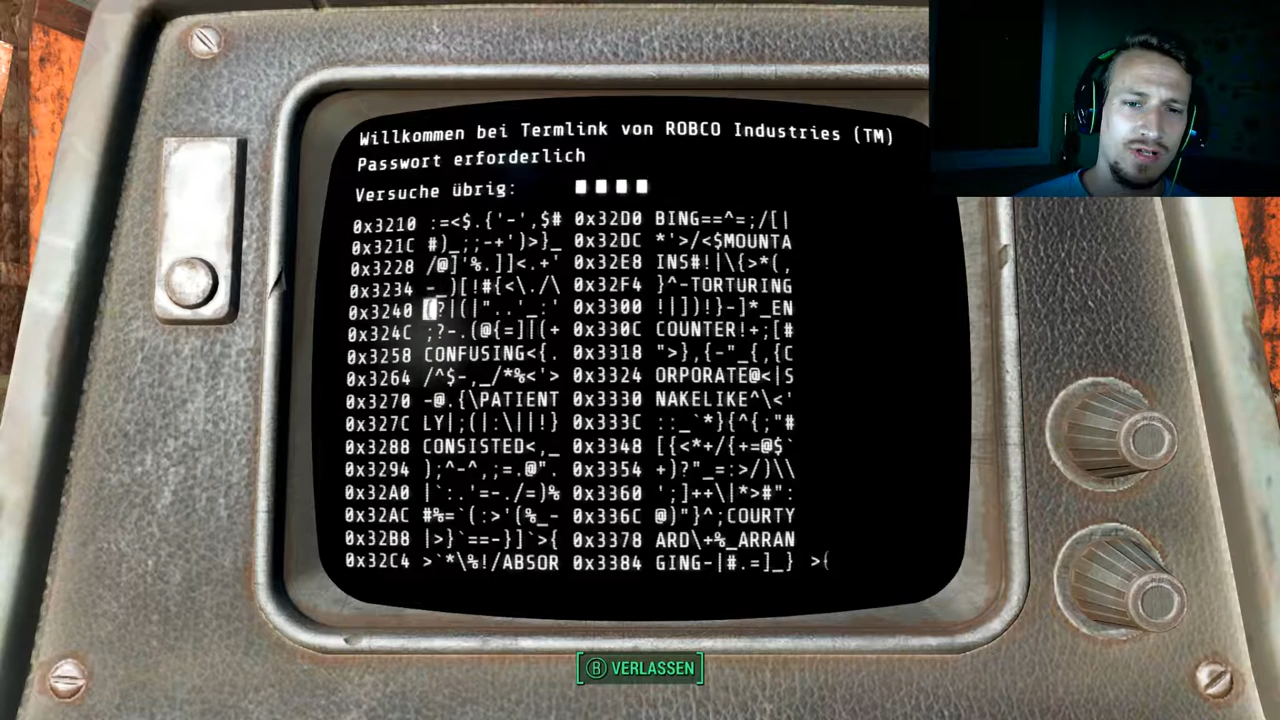 Willkommen bei Termlink von ROBCO Industries (TM)
Passwort erforderlich
Versuche übrig: ■ ■ ■ ■
0x3210 :=<$.{'-',$# 0x32D0 BING==^=;/[|
0x321C #)_;;-+')>}_ 0x32DC *'>/<$MOUNTA
0x3228 /@]'%.]]<.+' 0x32E8 INS#!|\{>*(,
0x3234 -_)[!#{<\./\ 0x32F4 }^-TORTURING
0x3240 (?|(|"..'_:' 0x3300 !|])!}-]*_EN
0x324C ;?-.(@{=]|(+ 0x330C COUNTER!+;[#
0x3258 CONFUSING<{. 0x3318 ">},{-"_{,{C
0x3264 /^$-,_/*%<'> 0x3324 ORPORATE@<|S
0x3270 -@.{\PATIENT 0x3330 NAKELIKE^\<'
0x327C LY|;(|:\||!} 0x333C ::_`*}{^{;"#
0x3288 CONSISTED<,_ 0x3348 [{<*+/{+=@$`
0x3294 );^-^,;=.@". 0x3354 +)?"_=:>/)\\
0x32A0 |`:.'=-./=)% 0x3360 ';]++\|*>#":
0x32AC #%=`(:>'(%_- 0x336C @)"}^;COURTY
0x32B8 |>}`==-}]`>{ 0x3378 ARD\+%_ARRAN
0x32C4 >`*\%!/ABSOR 0x3384 GING-|#.=]_} >(
(B) VERLASSEN